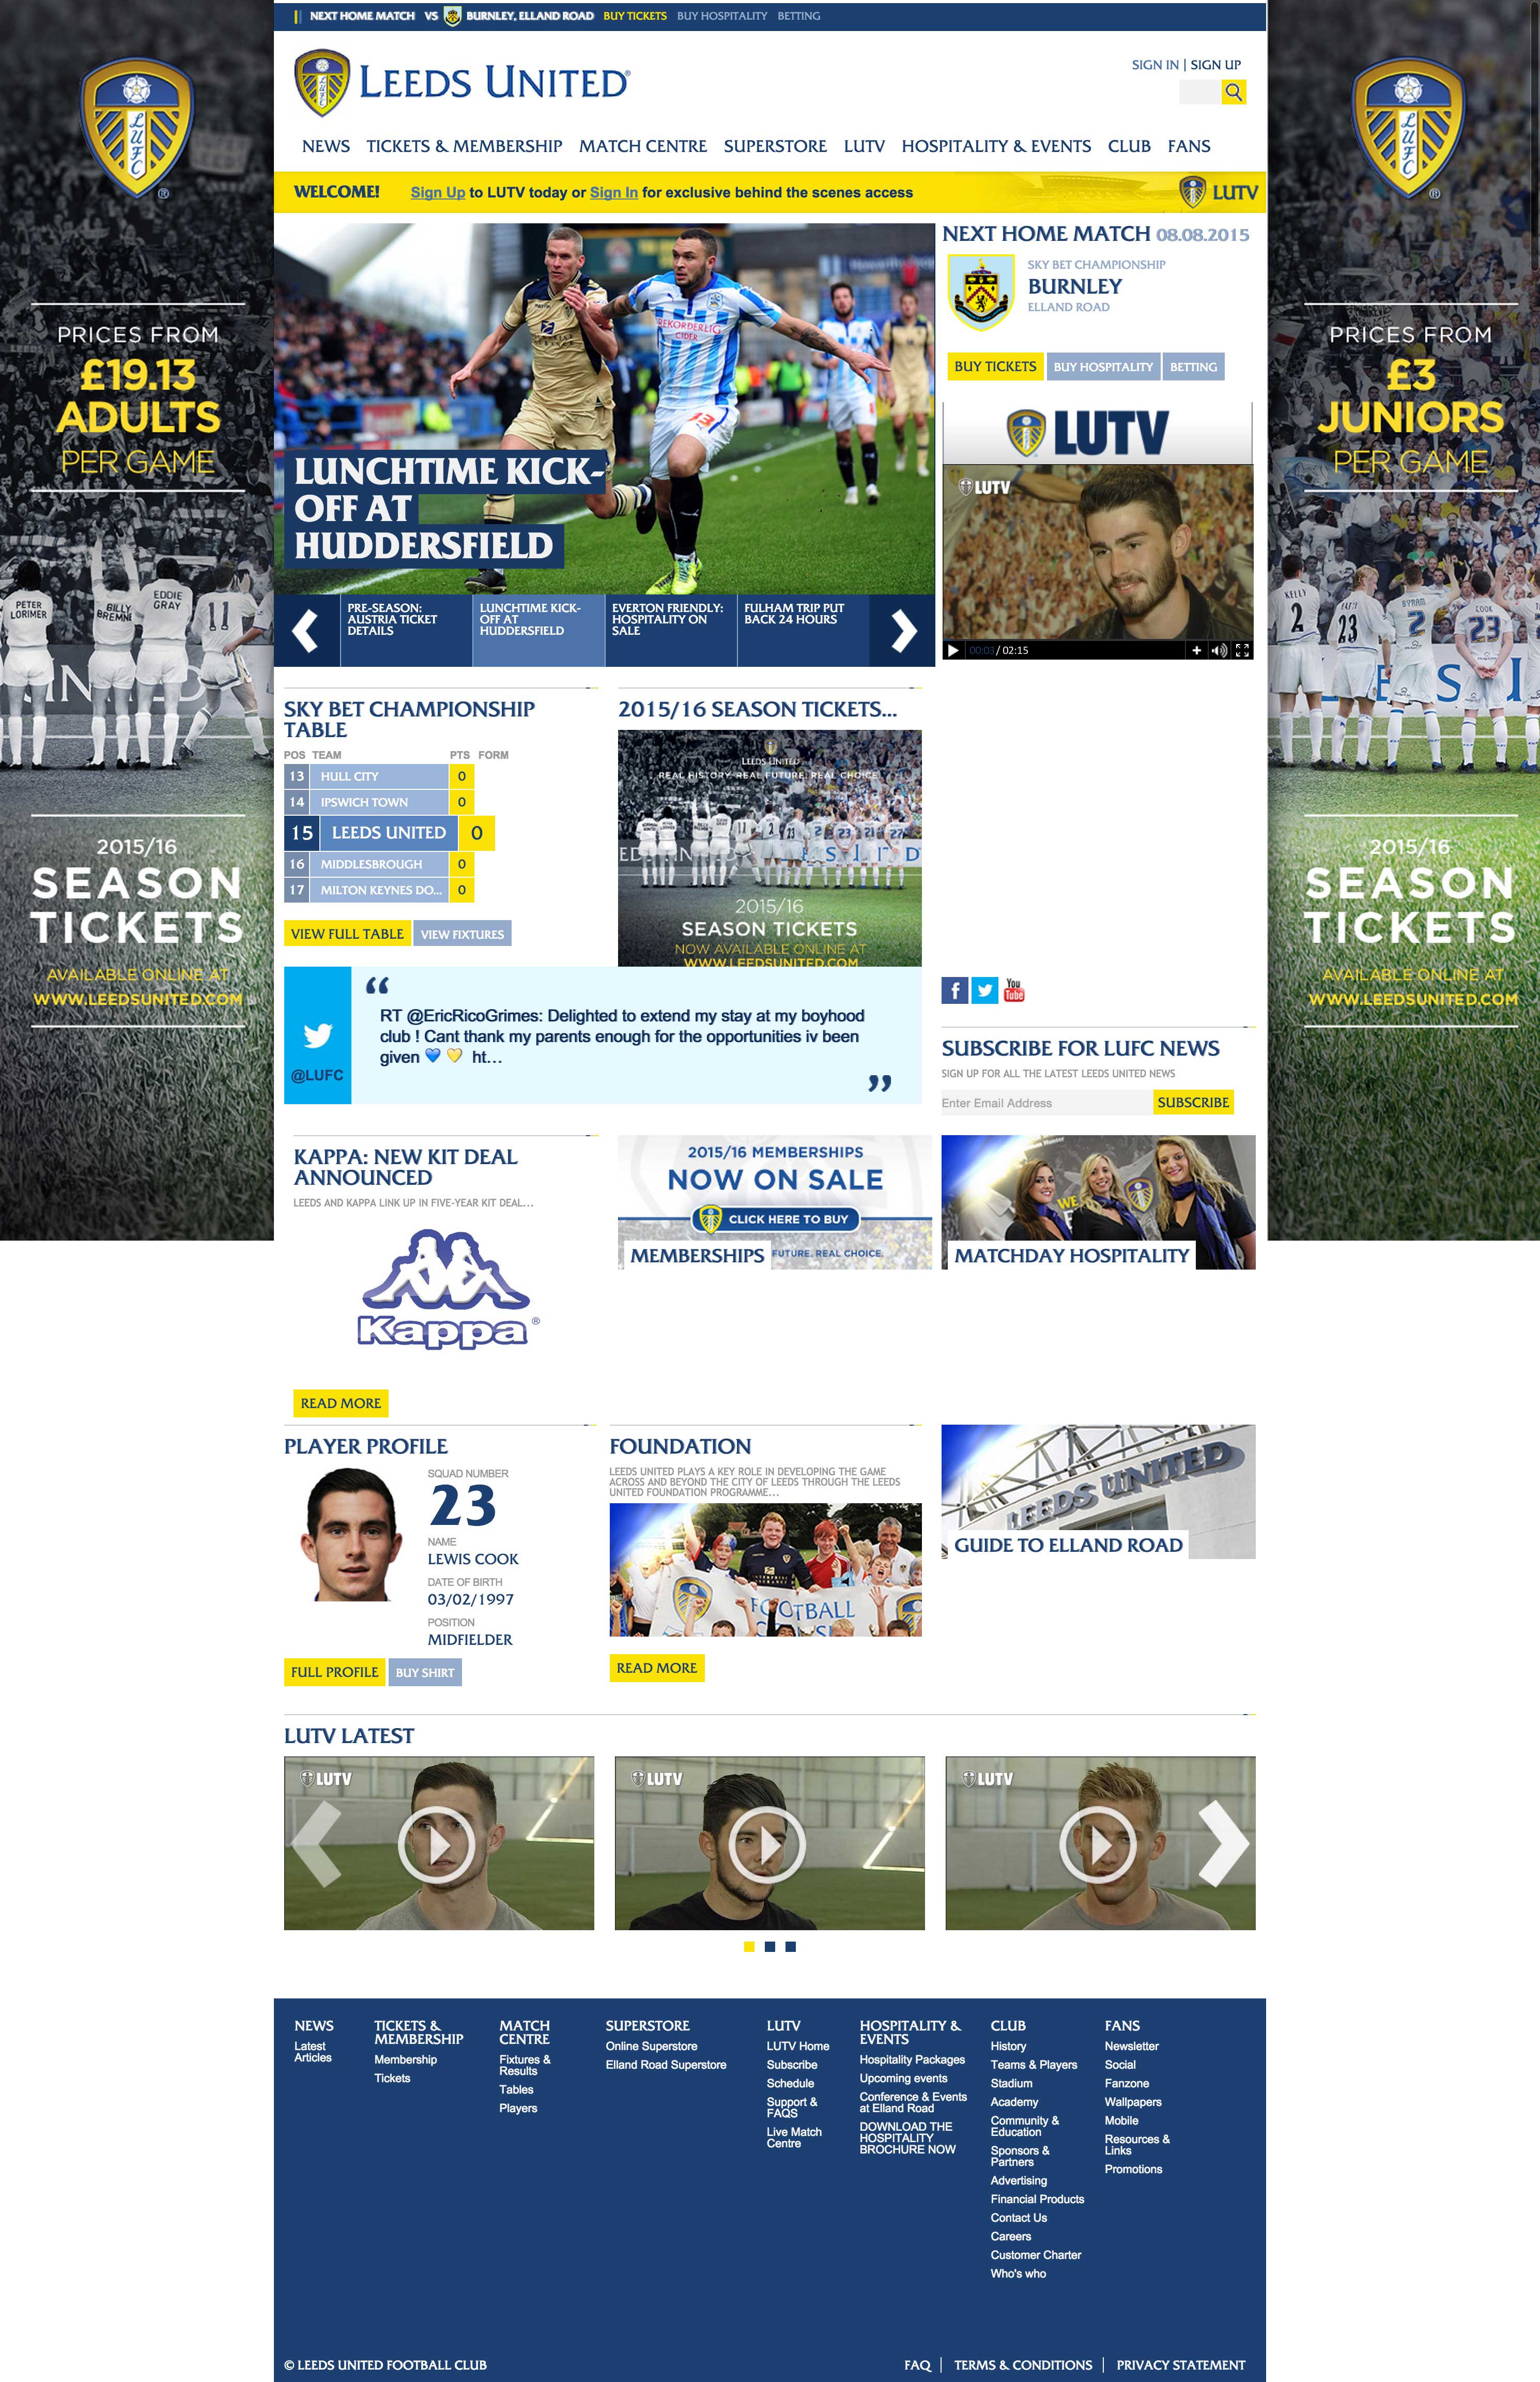 NEXT HOME MATCH VS BURNLEY, ELLAND ROAD BUY TICKETS BUY HOSPITALITY BETTING
LEEDS UNITED
SIGN IN | SIGN UP
NEWS TICKETS & MEMBERSHIP MATCH CENTRE SUPERSTORE LUTV HOSPITALITY & EVENTS CLUB FANS
WELCOME! Sign Up to LUTV today or Sign In for exclusive behind the scenes access
LUTV
LUFC
®
PRICES FROM
£19.13
ADULTS
PER GAME
PETER
LORIMER
BILLY
BREMNE
EDDIE
GRAY
11
2015/16
SEASON
TICKETS
AVAILABLE ONLINE AT
WWW.LEEDSUNITED.COM
REKORDERLIG
CIDER
LUNCHTIME KICK-
OFF AT
HUDDERSFIELD
PRE-SEASON:
AUSTRIA TICKET
DETAILS
LUNCHTIME KICK-
OFF AT
HUDDERSFIELD
EVERTON FRIENDLY:
HOSPITALITY ON
SALE
FULHAM TRIP PUT
BACK 24 HOURS
NEXT HOME MATCH 08.08.2015
SKY BET CHAMPIONSHIP
BURNLEY
ELLAND ROAD
BUY TICKETS BUY HOSPITALITY BETTING
LUTV
LUTV
00:03 / 02:15
LUFC
®
PRICES FROM
£3
JUNIORS
PER GAME
KELLY
2
23
BYRAM
2
COOK
23
2015/16
SEASON
TICKETS
AVAILABLE ONLINE AT
WWW.LEEDSUNITED.COM
SKY BET CHAMPIONSHIP
TABLE
POS TEAM PTS FORM
13 HULL CITY 0
14 IPSWICH TOWN 0
15 LEEDS UNITED 0
16 MIDDLESBROUGH 0
17 MILTON KEYNES DO... 0
VIEW FULL TABLE VIEW FIXTURES
2015/16 SEASON TICKETS...
LEEDS UNITED
REAL HISTORY. REAL FUTURE. REAL CHOICE.
2015/16
SEASON TICKETS
NOW AVAILABLE ONLINE AT
WWW.LEEDSUNITED.COM
@LUFC
“
RT @EricRicoGrimes: Delighted to extend my stay at my boyhood
club ! Cant thank my parents enough for the opportunities iv been
given 💙 💛 ht…
”
f
You
Tube
SUBSCRIBE FOR LUFC NEWS
SIGN UP FOR ALL THE LATEST LEEDS UNITED NEWS
Enter Email Address SUBSCRIBE
KAPPA: NEW KIT DEAL
ANNOUNCED
LEEDS AND KAPPA LINK UP IN FIVE-YEAR KIT DEAL...
Kappa®
READ MORE
2015/16 MEMBERSHIPS
NOW ON SALE
CLICK HERE TO BUY
FUTURE. REAL CHOICE.
MEMBERSHIPS
WE
MATCHDAY HOSPITALITY
PLAYER PROFILE
SQUAD NUMBER
23
NAME
LEWIS COOK
DATE OF BIRTH
03/02/1997
POSITION
MIDFIELDER
FULL PROFILE BUY SHIRT
FOUNDATION
LEEDS UNITED PLAYS A KEY ROLE IN DEVELOPING THE GAME
ACROSS AND BEYOND THE CITY OF LEEDS THROUGH THE LEEDS
UNITED FOUNDATION PROGRAMME...
FOOTBALL
READ MORE
LEEDS UNITED
GUIDE TO ELLAND ROAD
LUTV LATEST
LUTV
LUTV
LUTV
NEWS
Latest
Articles
TICKETS &
MEMBERSHIP
Membership
Tickets
MATCH
CENTRE
Fixtures &
Results
Tables
Players
SUPERSTORE
Online Superstore
Elland Road Superstore
LUTV
LUTV Home
Subscribe
Schedule
Support &
FAQS
Live Match
Centre
HOSPITALITY &
EVENTS
Hospitality Packages
Upcoming events
Conference & Events
at Elland Road
DOWNLOAD THE
HOSPITALITY
BROCHURE NOW
CLUB
History
Teams & Players
Stadium
Academy
Community &
Education
Sponsors &
Partners
Advertising
Financial Products
Contact Us
Careers
Customer Charter
Who's who
FANS
Newsletter
Social
Fanzone
Wallpapers
Mobile
Resources &
Links
Promotions
© LEEDS UNITED FOOTBALL CLUB
FAQ | TERMS & CONDITIONS | PRIVACY STATEMENT